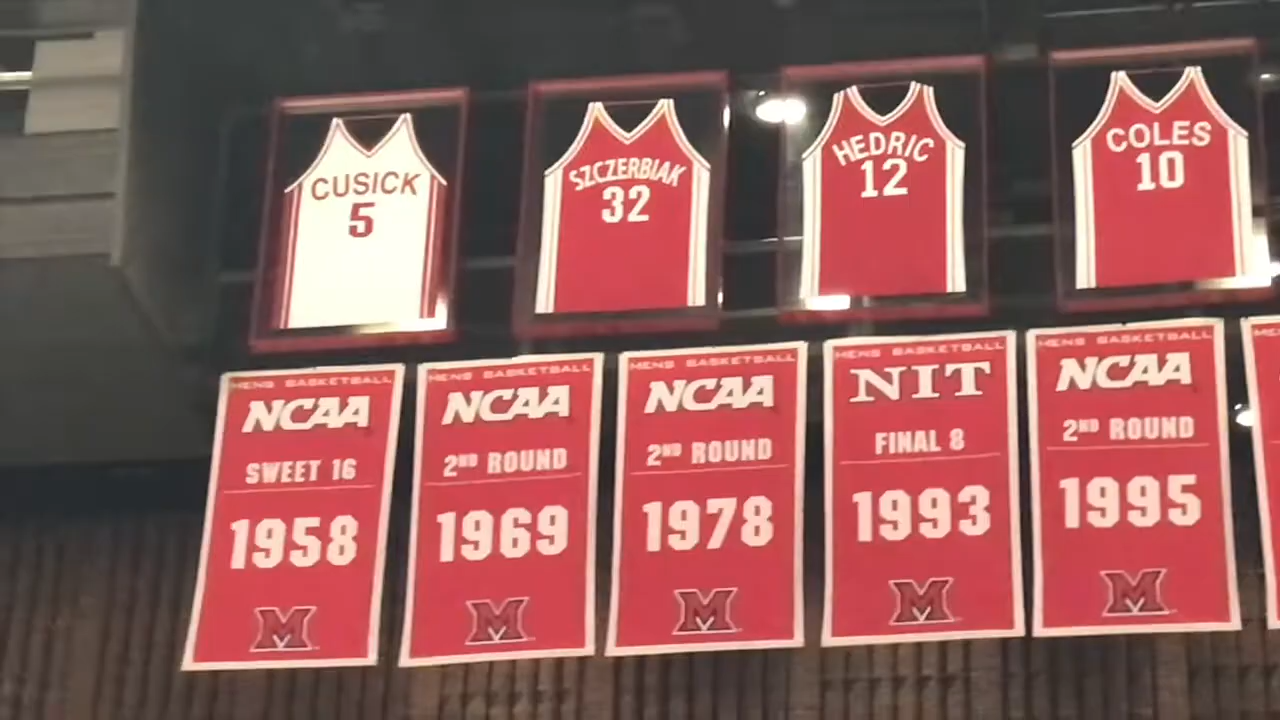 CUSICK
5
SZCZERBIAK
32
HEDRIC
12
COLES
10
MENS BASKETBALL
NCAA
SWEET 16
1958
M
MENS BASKETBALL
NCAA
2ND ROUND
1969
M
MENS BASKETBALL
NCAA
2ND ROUND
1978
M
MENS BASKETBALL
NIT
FINAL 8
1993
M
MENS BASKETBALL
NCAA
2ND ROUND
1995
M